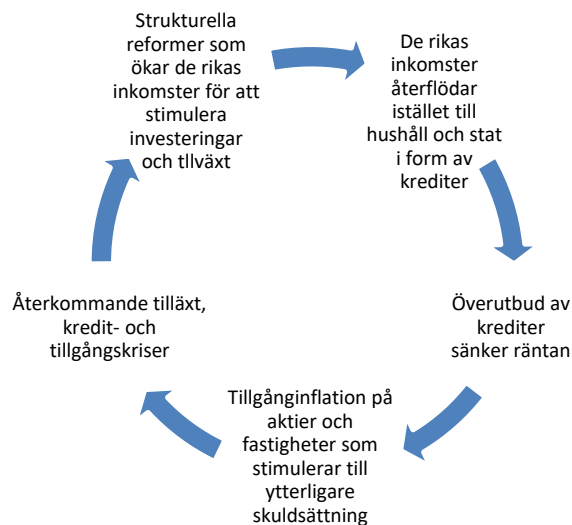 Strukturella
reformer som
ökar de rikas
inkomster för att
stimulera
investeringar
och tllväxt
De rikas
inkomster
återflödar
istället till
hushåll och stat
i form av
krediter
Överutbud av
krediter
sänker räntan
Tillgånginflation på
aktier och
fastigheter som
stimulerar till
ytterligare
skuldsättning
Återkommande tilläxt,
kredit- och
tillgångskriser